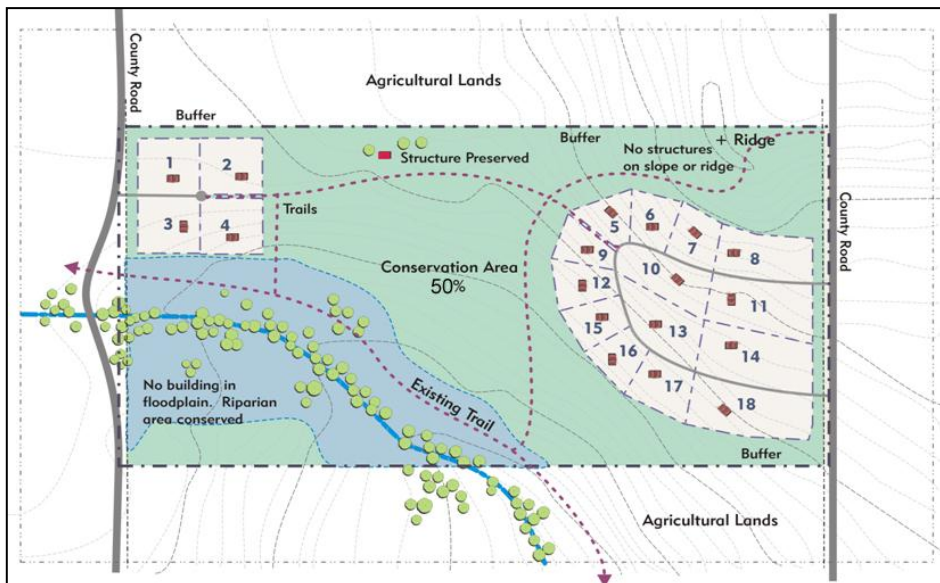 County Road
Agricultural Lands
Buffer
Buffer
+ Ridge
No structures
on slope or ridge
Structure Preserved
1
2
3
4
Trails
5
6
7
8
9
10
11
12
13
14
15
16
17
18
County Road
Conservation Area
50%
No building in
floodplain. Riparian
area conserved
Existing Trail
Buffer
Agricultural Lands